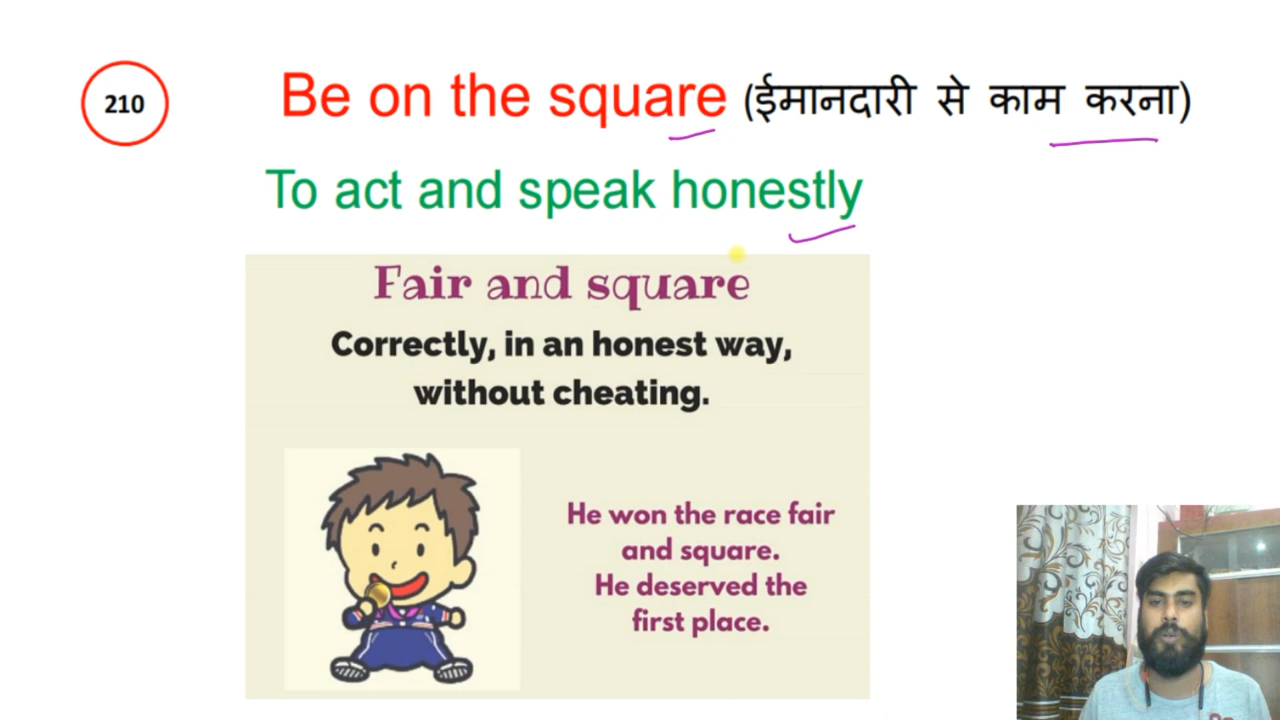 210
Be on the square (ईमानदारी से काम करना)
To act and speak honestly
Fair and square
Correctly, in an honest way,
without cheating.
He won the race fair
and square.
He deserved the
first place.